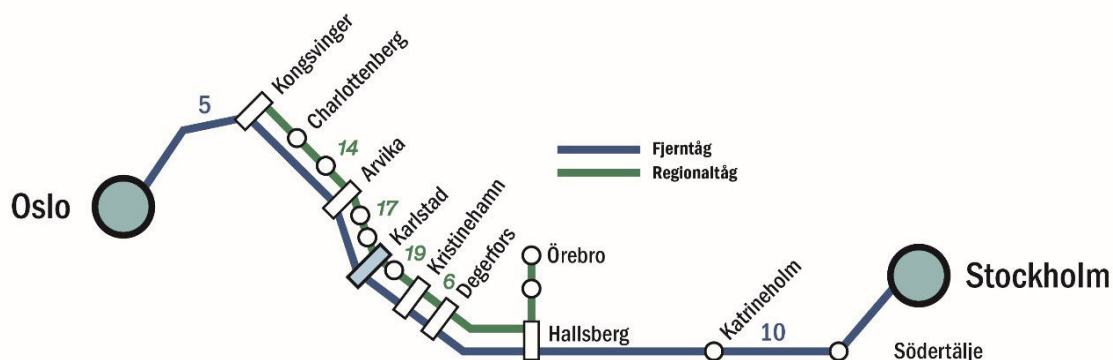 Kongsvinger
5
Charlottenberg
14
Arvika
Fjerntåg
Regionaltåg
Oslo
17
Karlstad
19
Kristinehamn
6
Degerfors
Örebro
Stockholm
Hallsberg
Katrineholm
10
Södertälje